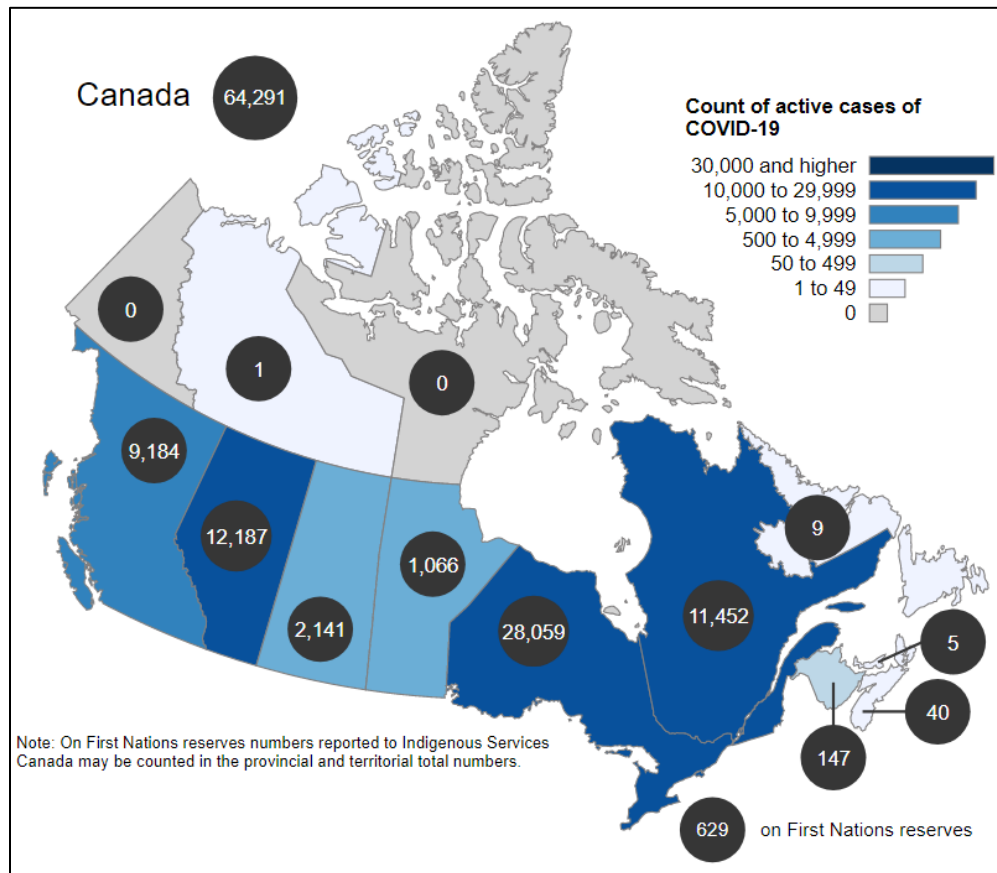 Canada 64,291
Count of active cases of
COVID-19
30,000 and higher
10,000 to 29,999
5,000 to 9,999
500 to 4,999
50 to 499
1 to 49
0
0
1
0
9,184
12,187
2,141
1,066
28,059
11,452
9
5
40
147
Note: On First Nations reserves numbers reported to Indigenous Services
Canada may be counted in the provincial and territorial total numbers.
629 on First Nations reserves